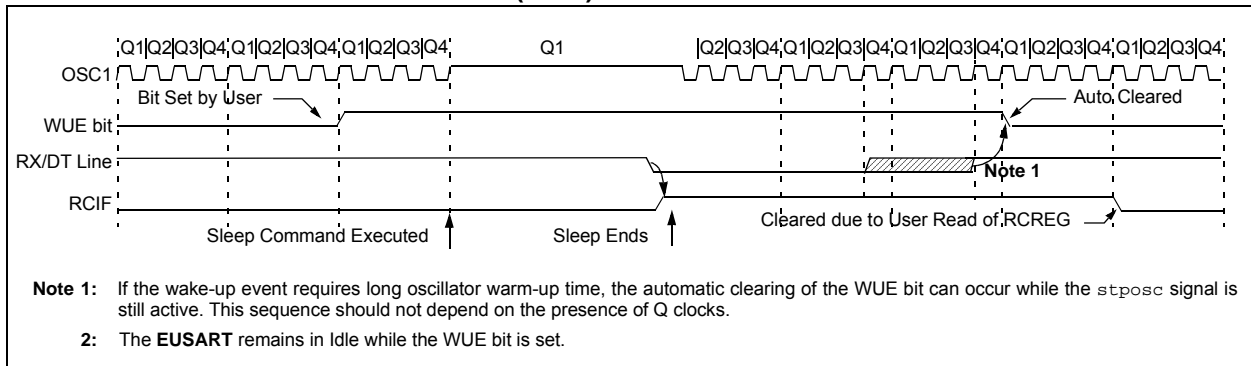 Q1|Q2|Q3|Q4|Q1|Q2|Q3|Q4|Q1|Q2|Q3|Q4 Q1 |Q2|Q3|Q4|Q1|Q2|Q3|Q4|Q1|Q2|Q3|Q4|Q1|Q2|Q3|Q4|Q1|Q2|Q3|Q4
OSC1
Bit Set by User Auto Cleared
WUE bit
RX/DT Line
Note 1
RCIF
Cleared due to User Read of RCREG
Sleep Command Executed Sleep Ends
Note 1: If the wake-up event requires long oscillator warm-up time, the automatic clearing of the WUE bit can occur while the stposc signal is
still active. This sequence should not depend on the presence of Q clocks.
2: The EUSART remains in Idle while the WUE bit is set.